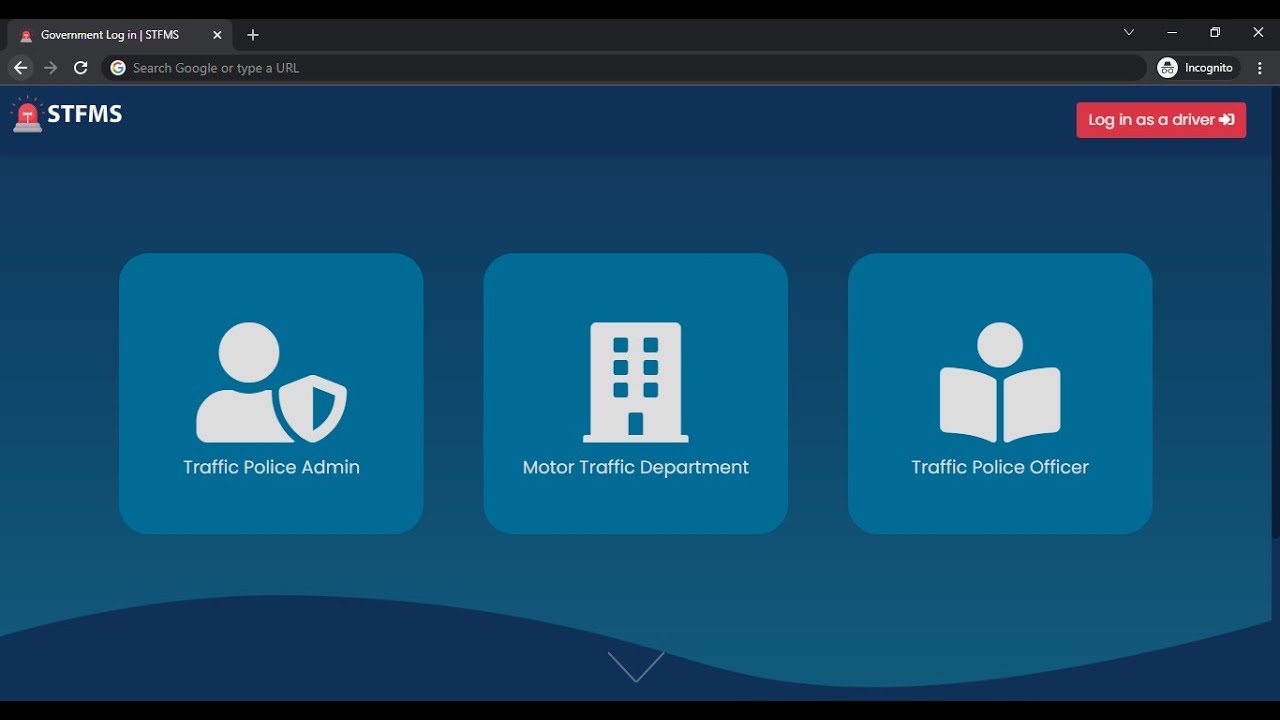 Government Log in | STFMS
Search Google or type a URL
Incognito
STFMS
Log in as a driver
Traffic Police Admin
Motor Traffic Department
Traffic Police Officer